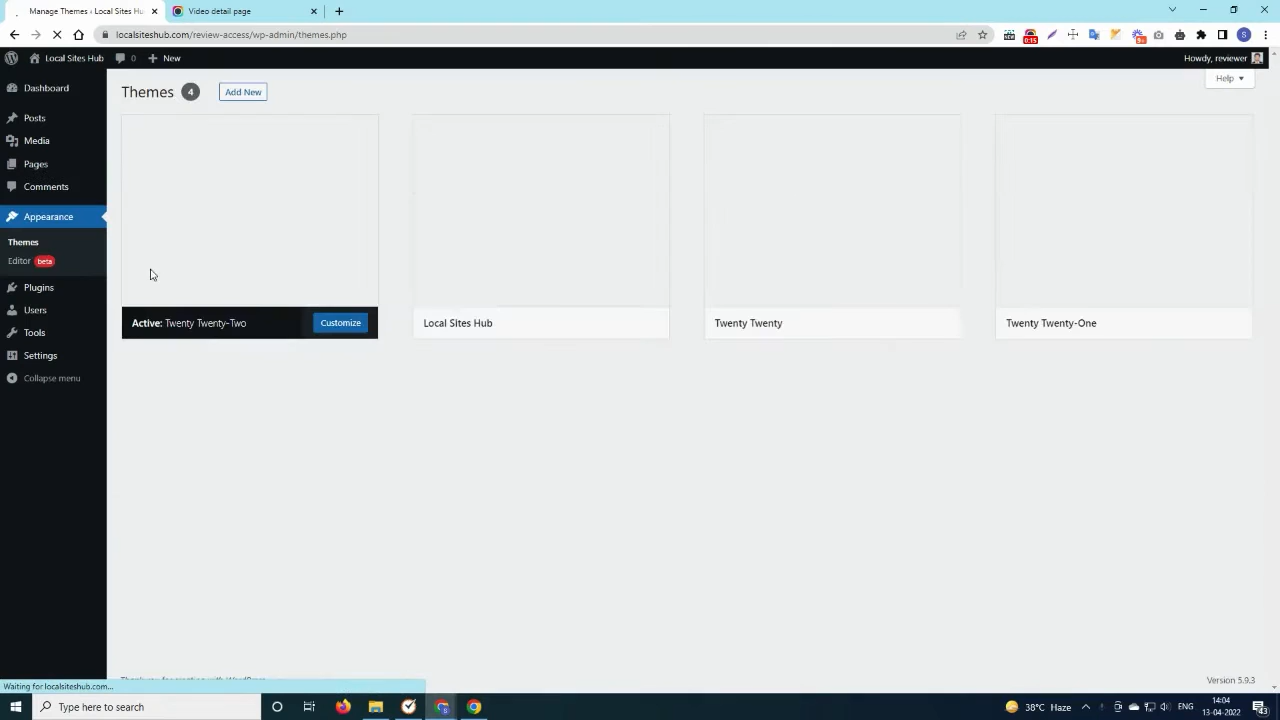 Manage Themes ‹ Local Sites Hub
Video detail page
localsiteshub.com/review-access/wp-admin/themes.php
0:15
Local Sites Hub
0
New
Howdy, reviewer
Dashboard
Posts
Media
Pages
Comments
Appearance
Themes
Editor beta
Plugins
Users
Tools
Settings
Collapse menu
Themes 4
Add New
Help
Active: Twenty Twenty-Two
Customize
Local Sites Hub
Twenty Twenty
Twenty Twenty-One
Version 5.9.3
Waiting for localsiteshub.com...
Type here to search
38°C Haze
ENG
14:04
13-04-2022